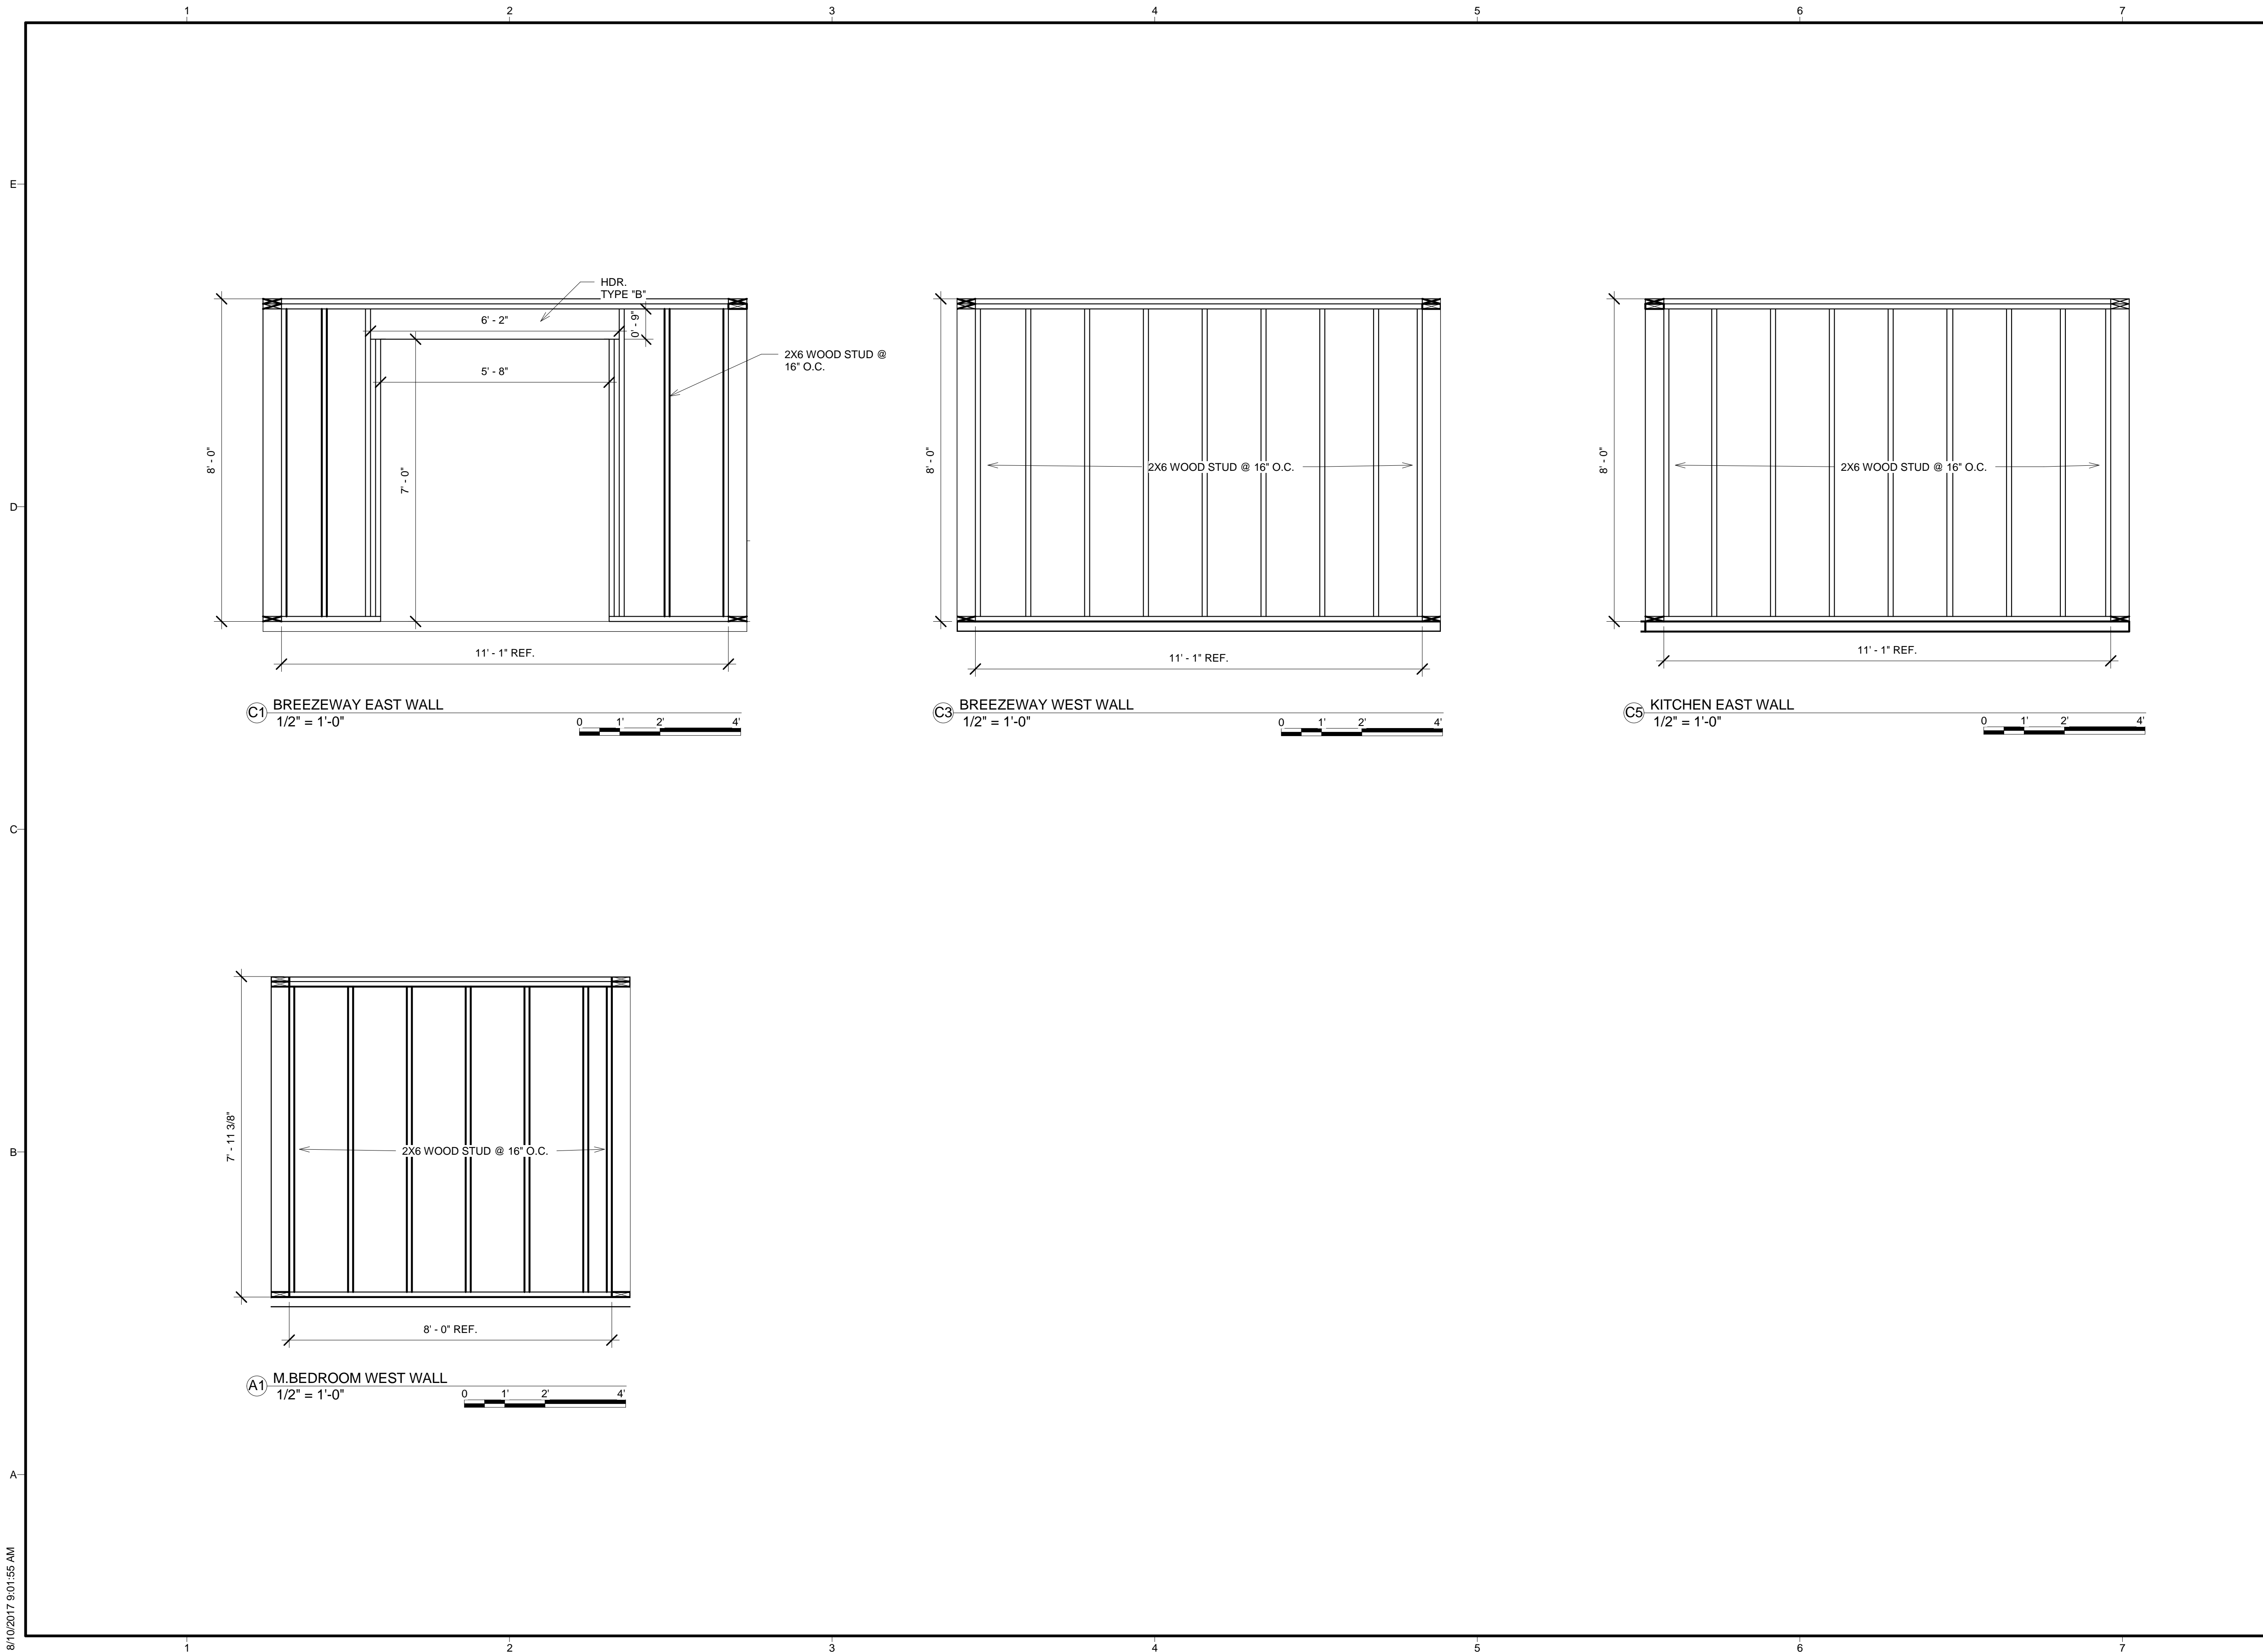 1 2 3 4 5 6 7
E
D
C
B
A
HDR.
TYPE "B"
6' - 2"
0' - 9"
5' - 8"
2X6 WOOD STUD @
16" O.C.
8' - 0"
7' - 0"
11' - 1" REF.
C1 BREEZEWAY EAST WALL
1/2" = 1'-0"
0 1' 2' 4'
8' - 0"
2X6 WOOD STUD @ 16" O.C.
11' - 1" REF.
C3 BREEZEWAY WEST WALL
1/2" = 1'-0"
0 1' 2' 4'
8' - 0"
2X6 WOOD STUD @ 16" O.C.
11' - 1" REF.
C5 KITCHEN EAST WALL
1/2" = 1'-0"
0 1' 2' 4'
7' - 11 3/8"
2X6 WOOD STUD @ 16" O.C.
8' - 0" REF.
A1 M.BEDROOM WEST WALL
1/2" = 1'-0"
0 1' 2' 4'
8/10/2017 9:01:55 AM
1 2 3 4 5 6 7